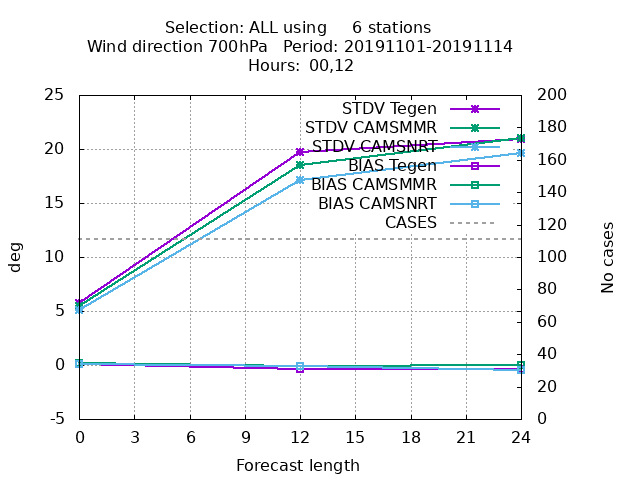 Selection: ALL using     6 stations
Wind direction 700hPa   Period: 20191101-20191114
Hours:  00,12
25
20
15
10
5
0
-5
deg
STDV Tegen
STDV CAMSMMR
STDV CAMSNRT
BIAS Tegen
BIAS CAMSMMR
BIAS CAMSNRT
CASES
200
180
160
140
120
100
80
60
40
20
0
No cases
0 3 6 9 12 15 18 21 24
Forecast length